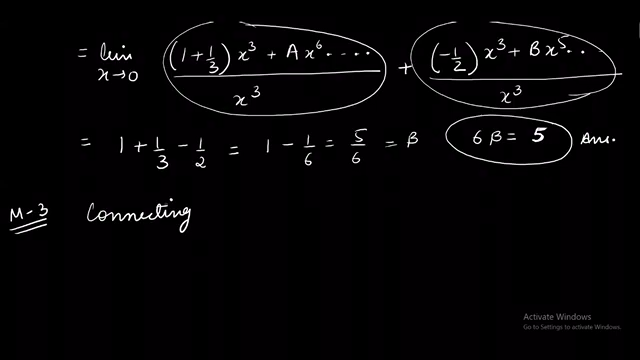 = lim x→0 (1+1/3) x³ + A x⁶ ..... / x³ + (-1/2) x³ + B x⁵.. / x³
= 1 + 1/3 - 1/2 = 1 - 1/6 = 5/6 = β 6β = 5 Ans.
M-3 Connecting
Activate Windows
Go to Settings to activate Windows.